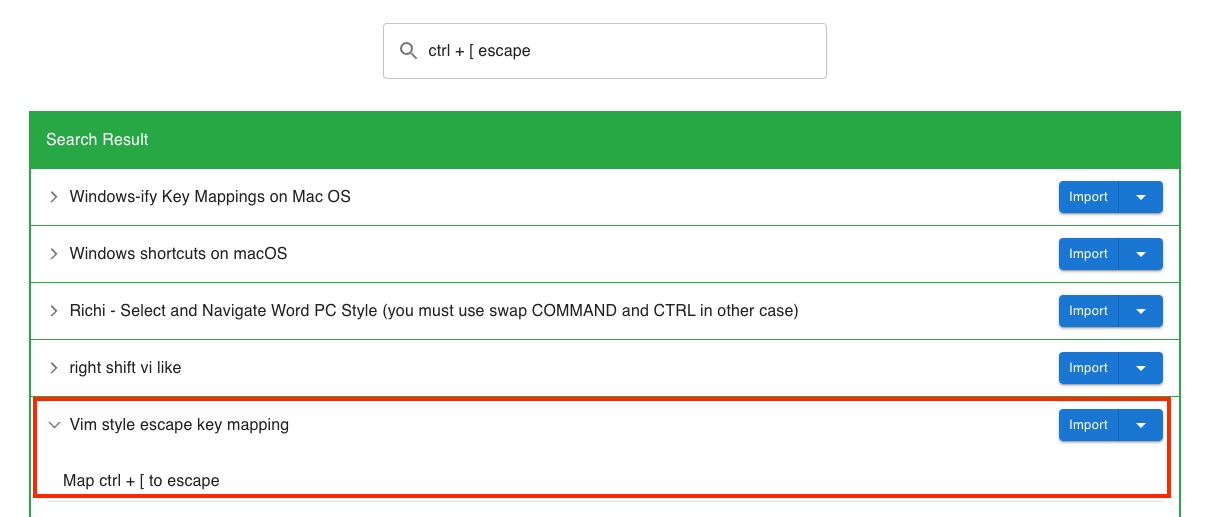 ctrl + [ escape
Search Result
Windows-ify Key Mappings on Mac OS Import
Windows shortcuts on macOS Import
Richi - Select and Navigate Word PC Style (you must use swap COMMAND and CTRL in other case) Import
right shift vi like Import
Vim style escape key mapping Import
Map ctrl + [ to escape